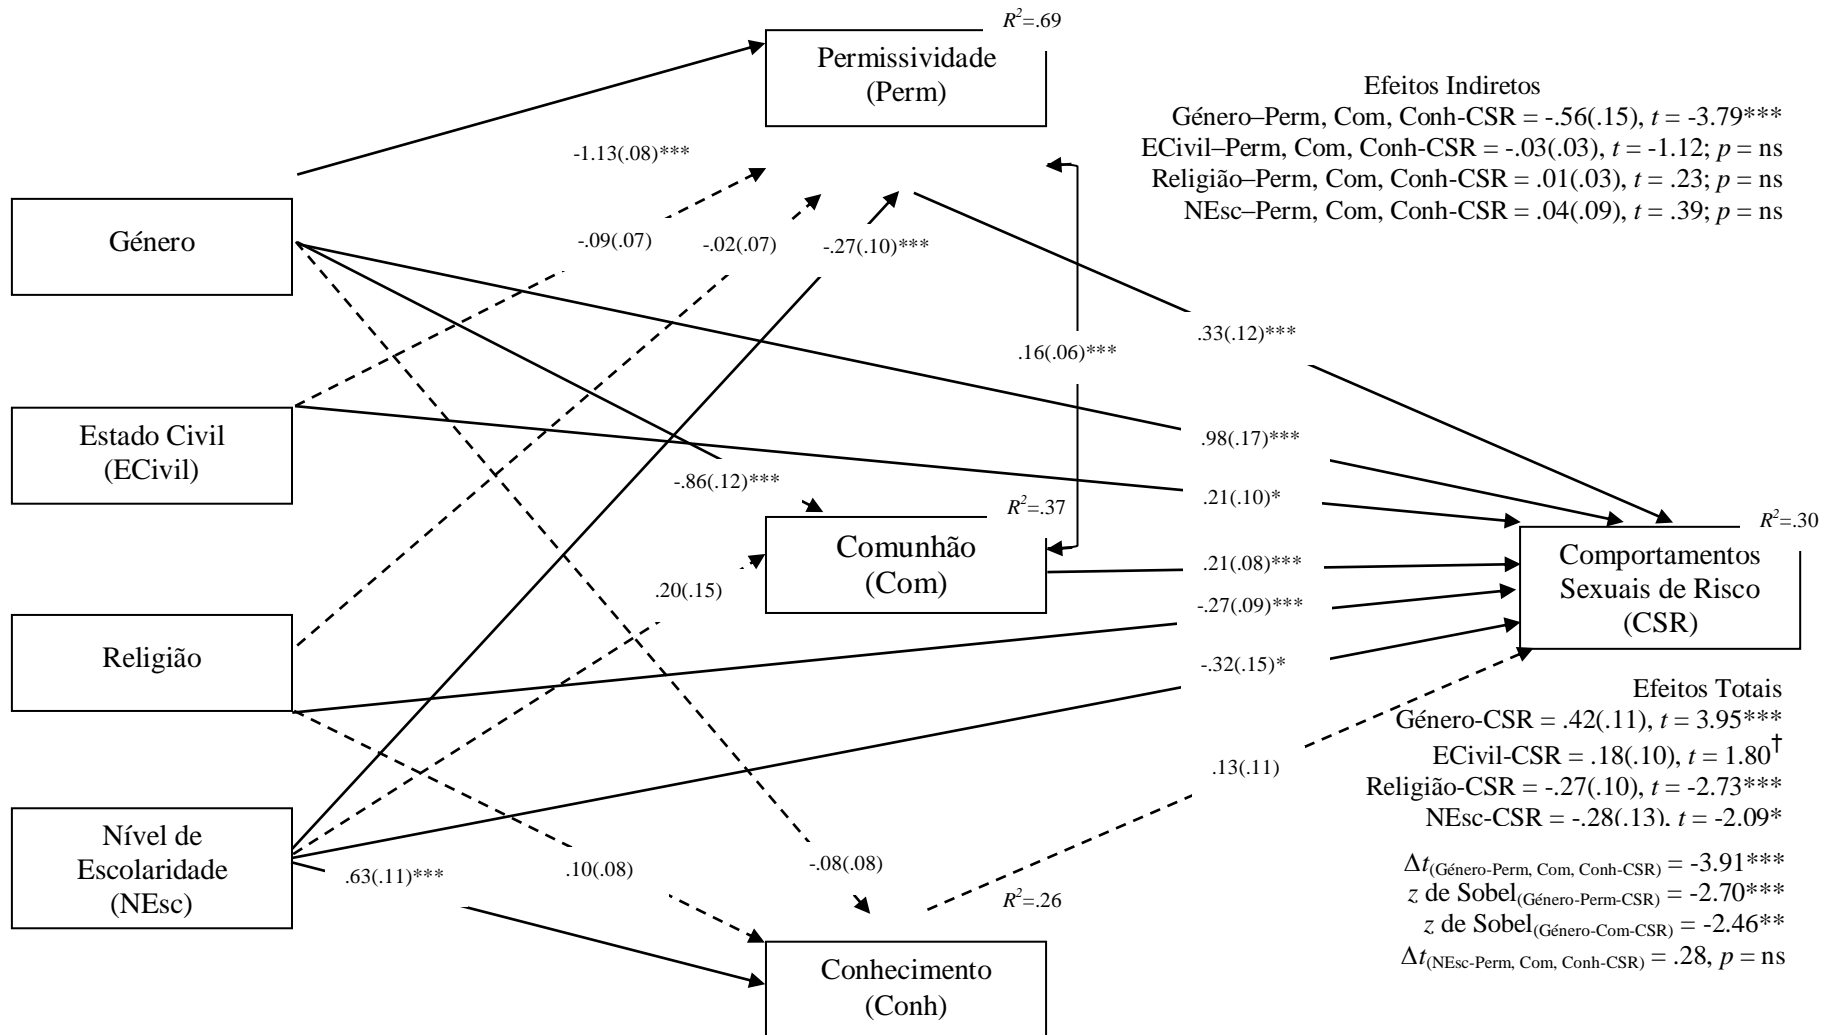 R²=.69
Permissividade
(Perm)
Efeitos Indiretos
Género–Perm, Com, Conh-CSR = -.56(.15), t = -3.79***
ECivil–Perm, Com, Conh-CSR = -.03(.03), t = -1.12; p = ns
Religião–Perm, Com, Conh-CSR = .01(.03), t = .23; p = ns
NEsc–Perm, Com, Conh-CSR = .04(.09), t = .39; p = ns
-1.13(.08)***
Género
-.09(.07)
-.02(.07)
-.27(.10)***
.33(.12)***
.16(.06)***
Estado Civil
(ECivil)
.98(.17)***
-.86(.12)***
.21(.10)*
R²=.37
R²=.30
Comunhão
(Com)
Comportamentos
Sexuais de Risco
(CSR)
.21(.08)***
.20(.15)
-.27(.09)***
Religião
-.32(.15)*
Efeitos Totais
Género-CSR = .42(.11), t = 3.95***
ECivil-CSR = .18(.10), t = 1.80†
Religião-CSR = -.27(.10), t = -2.73***
NEsc-CSR = -.28(.13), t = -2.09*
.13(.11)
Nível de
Escolaridade
(NEsc)
.63(.11)***
.10(.08)
-.08(.08)
R²=.26
Δt(Género-Perm, Com, Conh-CSR) = -3.91***
z de Sobel(Género-Perm-CSR) = -2.70***
z de Sobel(Género-Com-CSR) = -2.46**
Δt(NEsc-Perm, Com, Conh-CSR) = .28, p = ns
Conhecimento
(Conh)